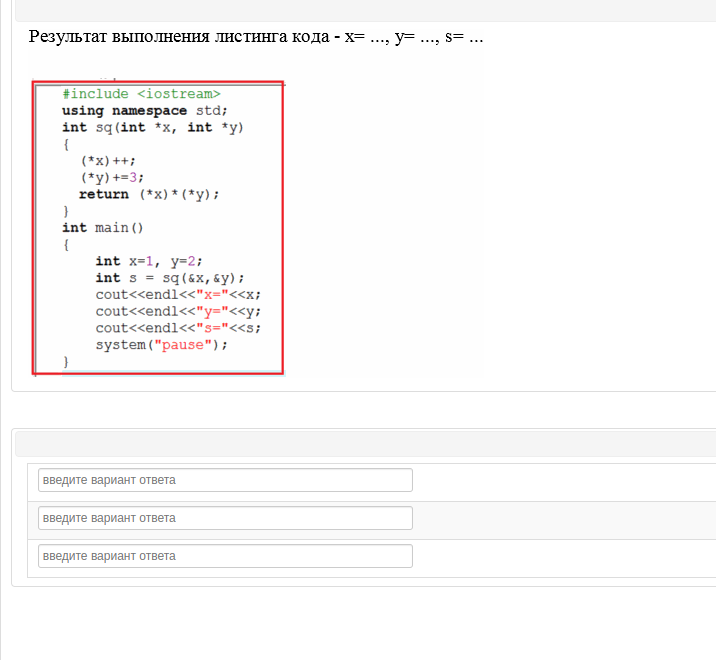 Результат выполнения листинга кода - x= ..., y= ..., s= ...
#include <iostream>
using namespace std;
int sq(int *x, int *y)
{
(*x)++;
(*y)+=3;
return (*x)*(*y);
}
int main()
{
int x=1, y=2;
int s = sq(&x,&y);
cout<<endl<<"x="<<x;
cout<<endl<<"y="<<y;
cout<<endl<<"s="<<s;
system("pause");
}
введите вариант ответа
введите вариант ответа
введите вариант ответа